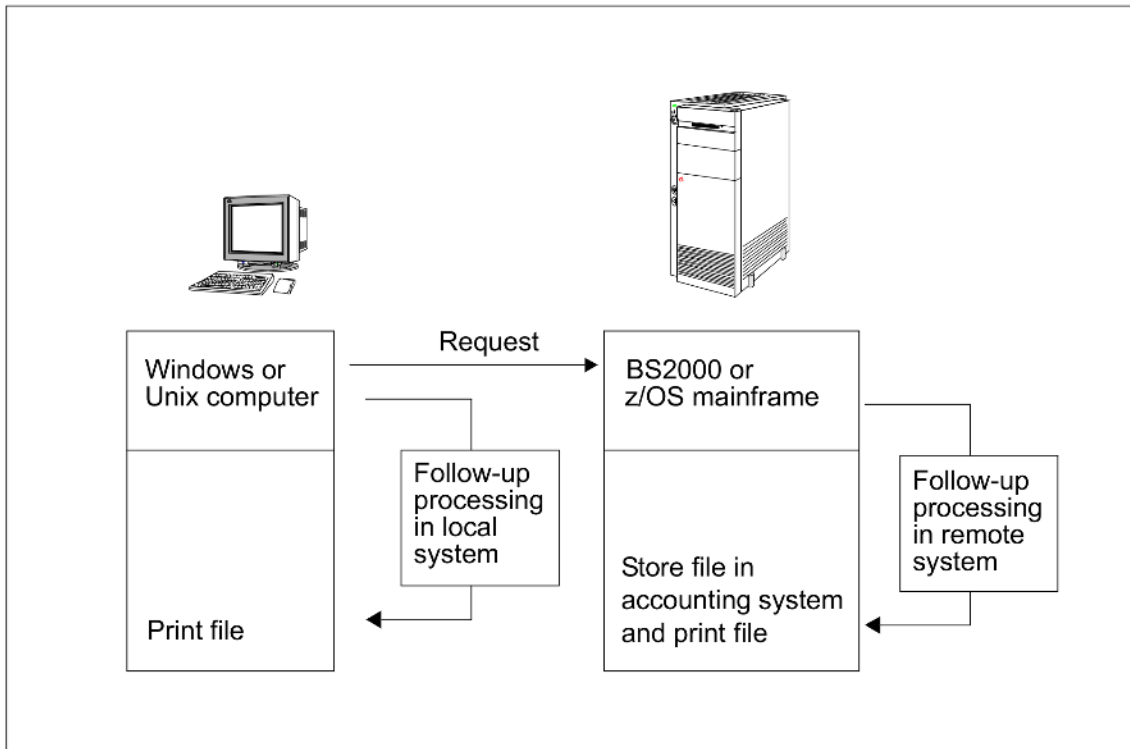 Request
Windows or
Unix computer
BS2000 or
z/OS mainframe
Follow-up
processing
in local
system
Follow-up
processing
in remote
system
Print file
Store file in
accounting system
and print file